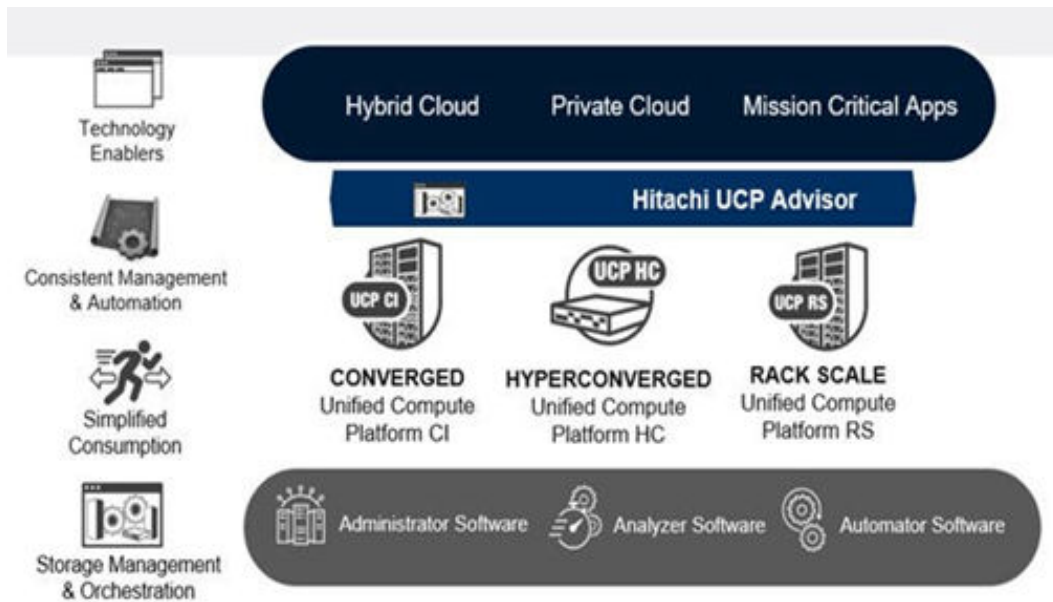 Technology
Enablers
Hybrid Cloud
Private Cloud
Mission Critical Apps
Hitachi UCP Advisor
Consistent Management
& Automation
UCP CI
UCP HC
UCP RS
CONVERGED
Unified Compute
Platform CI
HYPERCONVERGED
Unified Compute
Platform HC
RACK SCALE
Unified Compute
Platform RS
Simplified
Consumption
Storage Management
& Orchestration
Administrator Software
Analyzer Software
Automator Software